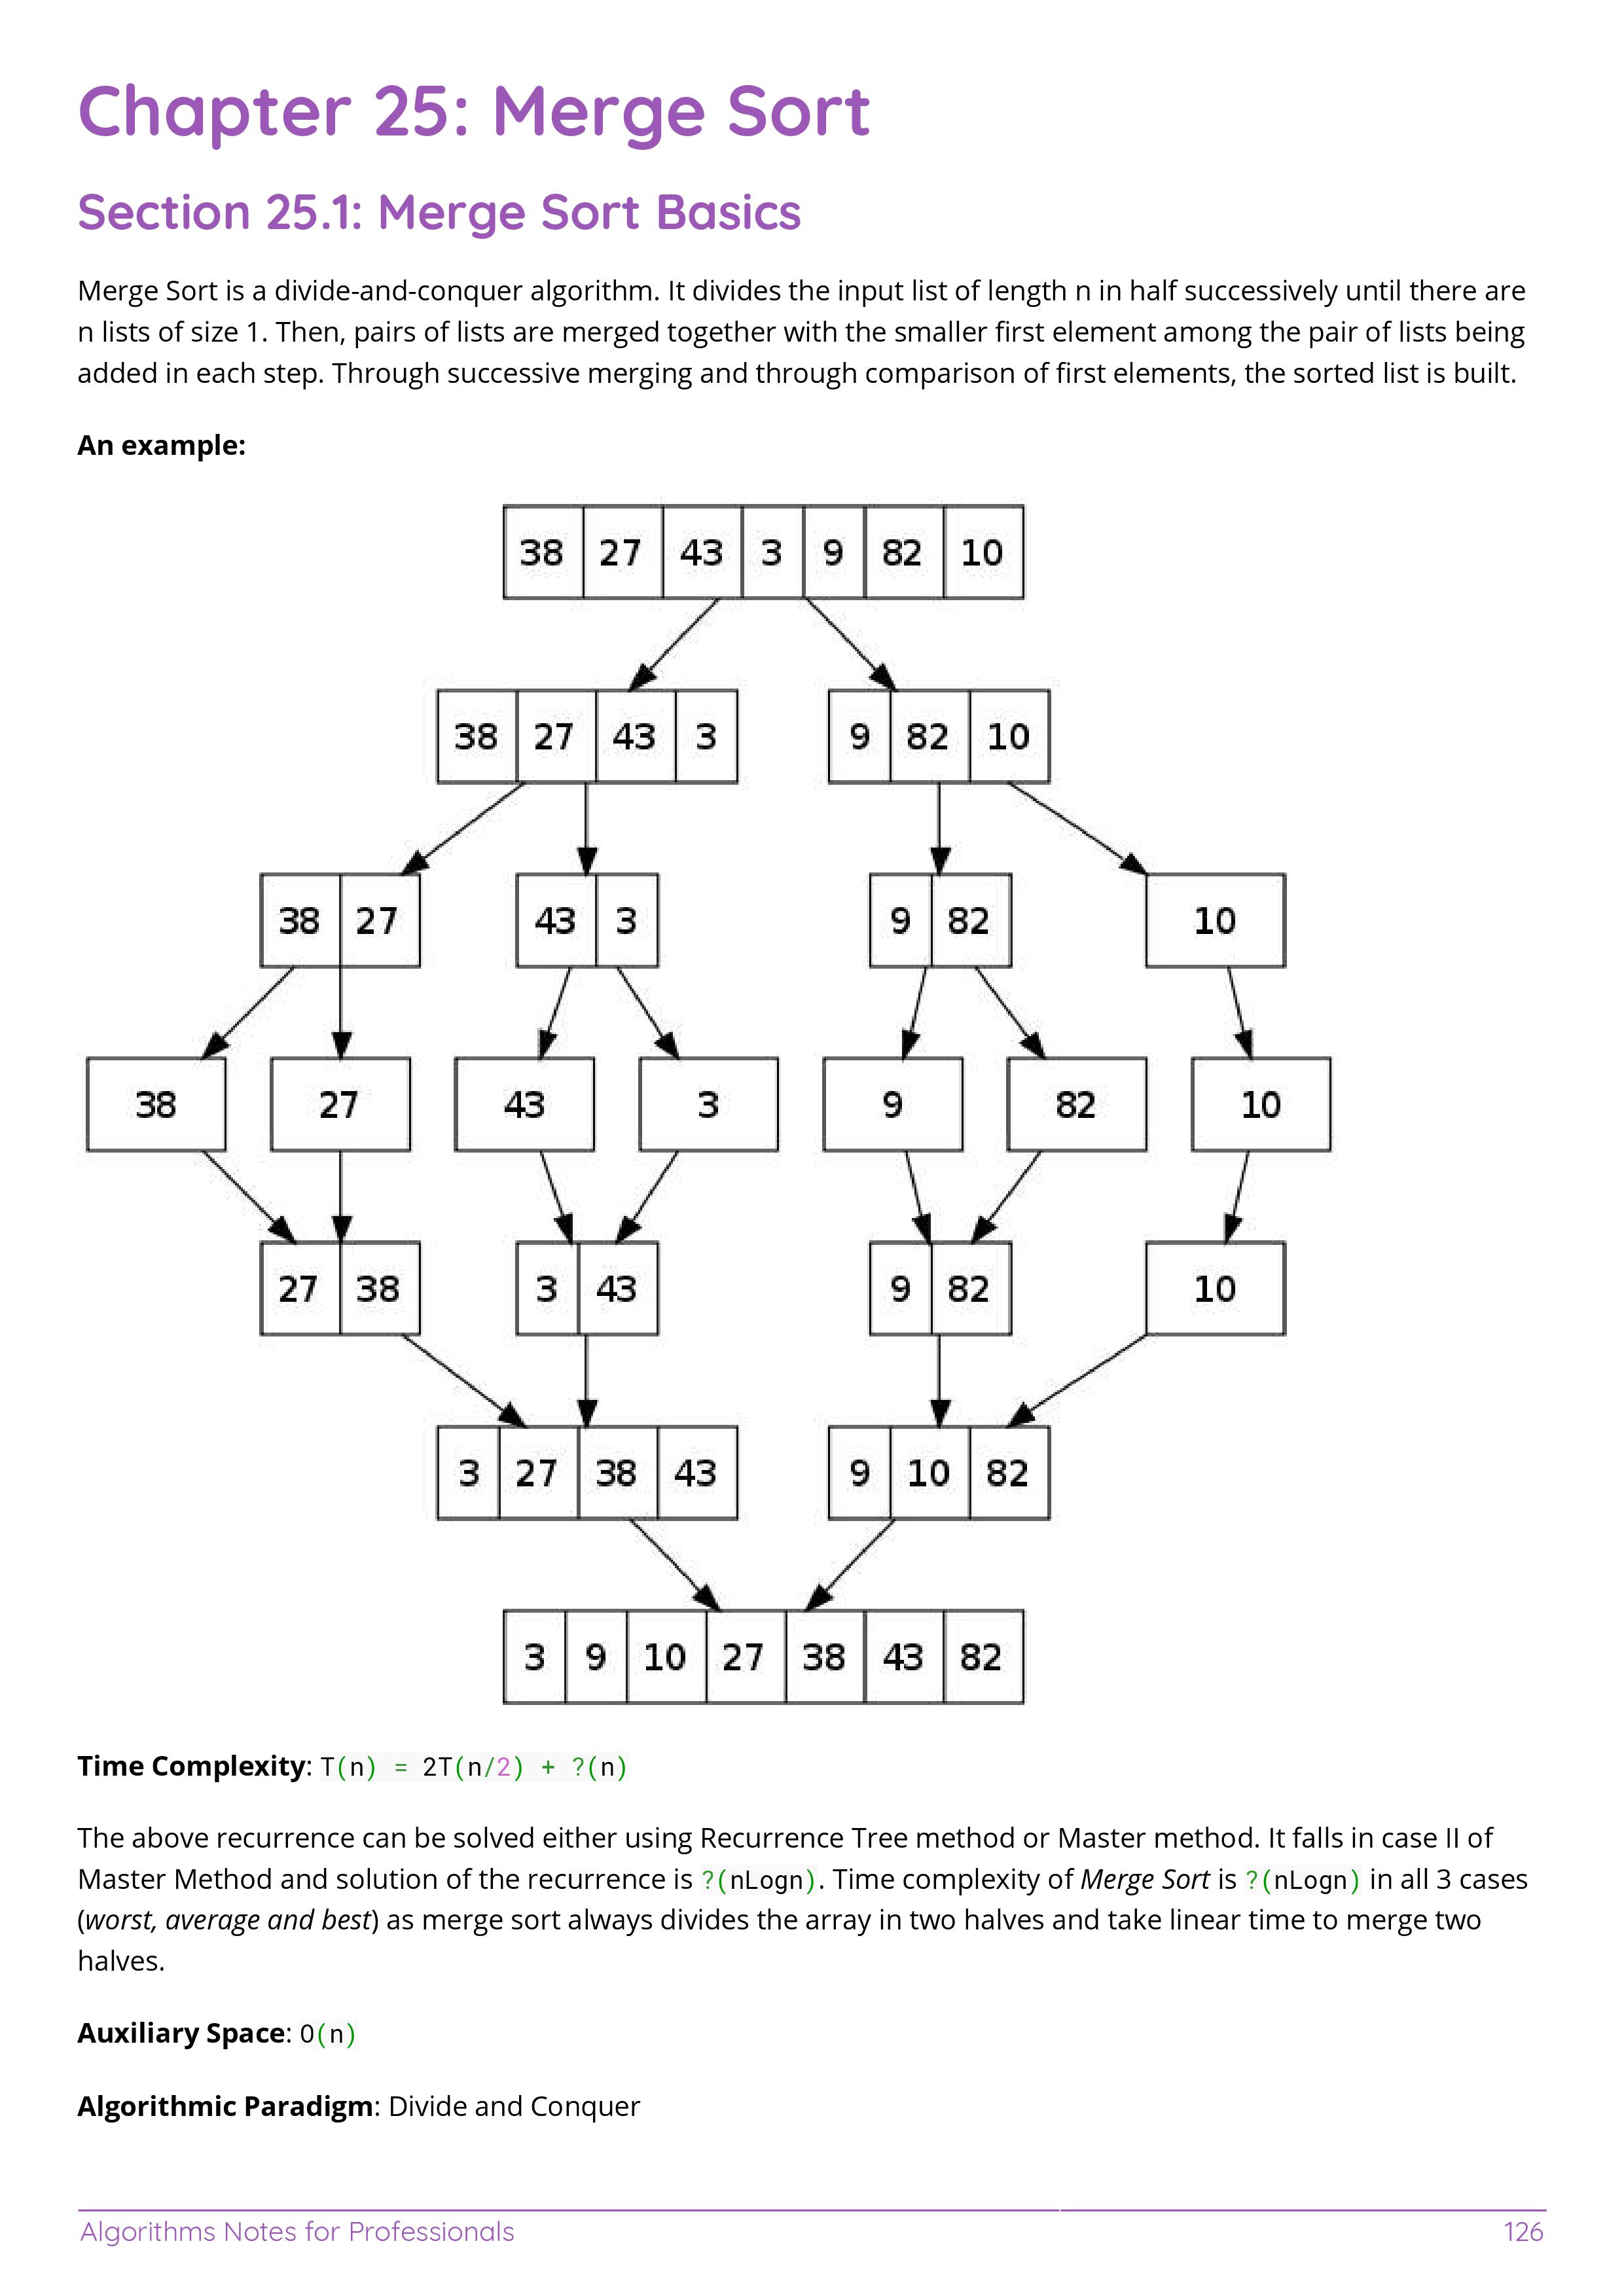 Chapter 25: Merge Sort
Section 25.1: Merge Sort Basics
Merge Sort is a divide-and-conquer algorithm. It divides the input list of length n in half successively until there are
n lists of size 1. Then, pairs of lists are merged together with the smaller first element among the pair of lists being
added in each step. Through successive merging and through comparison of first elements, the sorted list is built.
An example:
38 27 43 3 9 82 10
38 27 43 3 9 82 10
38 27 43 3 9 82 10
38 27 43 3 9 82 10
27 38 3 43 9 82 10
3 27 38 43 9 10 82
3 9 10 27 38 43 82
Time Complexity: T(n) = 2T(n/2) + ?(n)
The above recurrence can be solved either using Recurrence Tree method or Master method. It falls in case II of
Master Method and solution of the recurrence is ?(nLogn). Time complexity of Merge Sort is ?(nLogn) in all 3 cases
(worst, average and best) as merge sort always divides the array in two halves and take linear time to merge two
halves.
Auxiliary Space: O(n)
Algorithmic Paradigm: Divide and Conquer
Algorithms Notes for Professionals 126